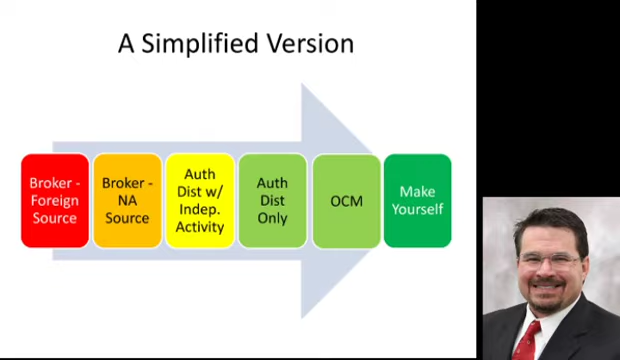 A Simplified Version
Broker -
Foreign
Source
Broker -
NA
Source
Auth
Dist w/
Indep.
Activity
Auth
Dist
Only
OCM
Make
Yourself